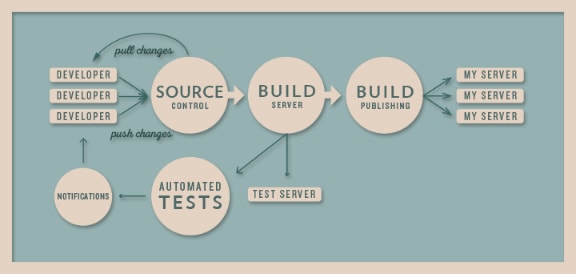 pull changes
DEVELOPER
DEVELOPER
DEVELOPER
push changes
SOURCE
CONTROL
BUILD
SERVER
BUILD
PUBLISHING
MY SERVER
MY SERVER
MY SERVER
NOTIFICATIONS
AUTOMATED
TESTS
TEST SERVER